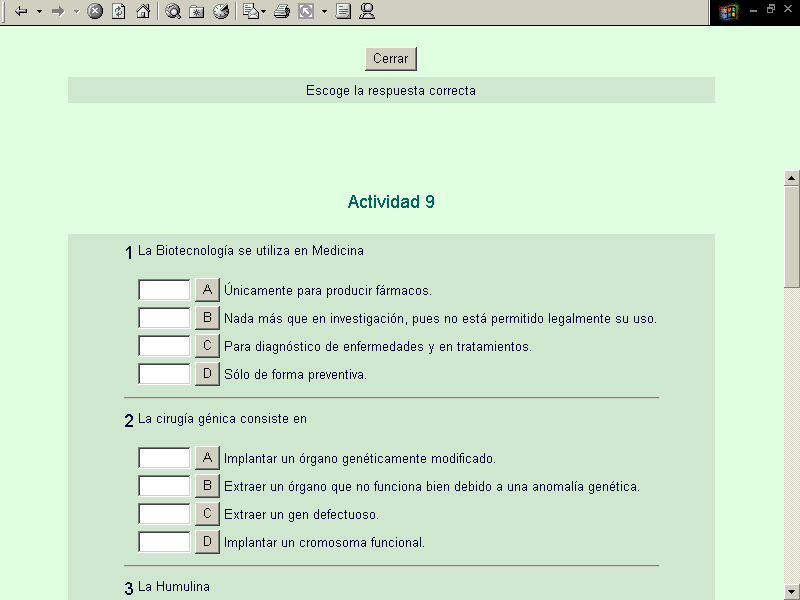 Cerrar
Escoge la respuesta correcta
Actividad 9
1 La Biotecnología se utiliza en Medicina
A Únicamente para producir fármacos.
B Nada más que en investigación, pues no está permitido legalmente su uso.
C Para diagnóstico de enfermedades y en tratamientos.
D Sólo de forma preventiva.
2 La cirugía génica consiste en
A Implantar un órgano genéticamente modificado.
B Extraer un órgano que no funciona bien debido a una anomalía genética.
C Extraer un gen defectuoso.
D Implantar un cromosoma funcional.
3 La Humulina